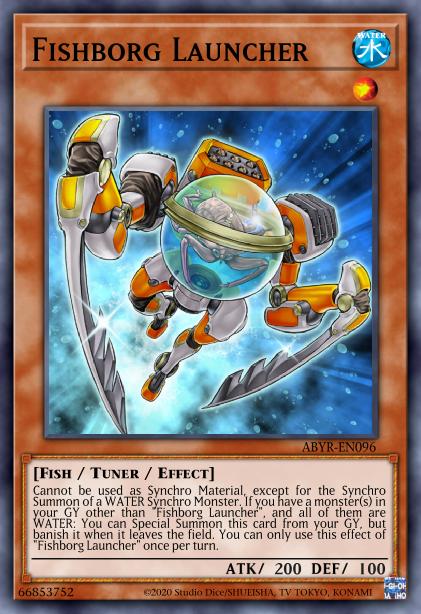 FISHBORG LAUNCHER
WATER
水
ABYR-EN096
[FISH / TUNER / EFFECT]
Cannot be used as Synchro Material, except for the Synchro
Summon of a WATER Synchro Monster. If you have a monster(s) in
your GY other than "Fishborg Launcher", and all of them are
WATER: You can Special Summon this card from your GY, but
banish it when it leaves the field. You can only use this effect of
"Fishborg Launcher" once per turn.
ATK/ 200 DEF/ 100
66853752
©2020 Studio Dice/SHUEISHA, TV TOKYO, KONAMI